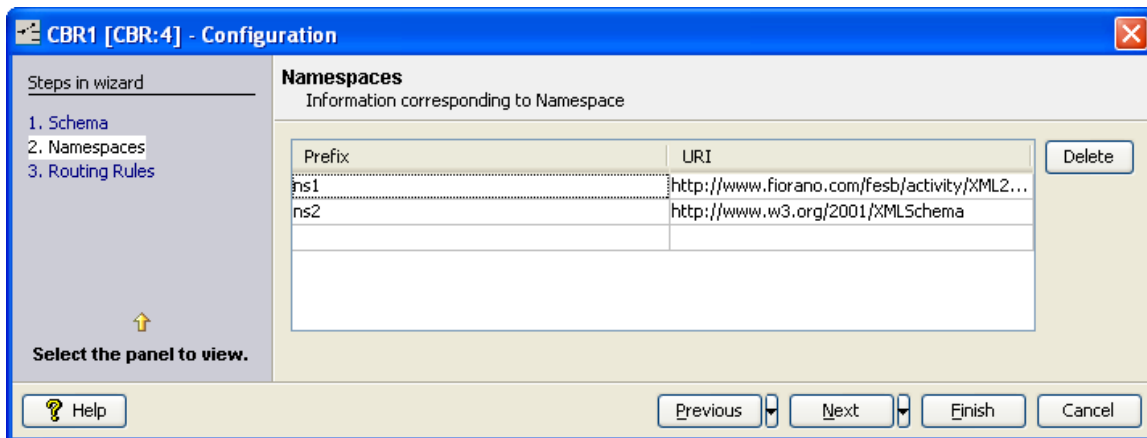 CBR1 [CBR:4] - Configuration
Steps in wizard
1. Schema
2. Namespaces
3. Routing Rules
Select the panel to view.
Namespaces
Information corresponding to Namespace
Prefix URI
ns1 http://www.fiorano.com/fesb/activity/XML2...
ns2 http://www.w3.org/2001/XMLSchema
Delete
Help Previous Next Finish Cancel